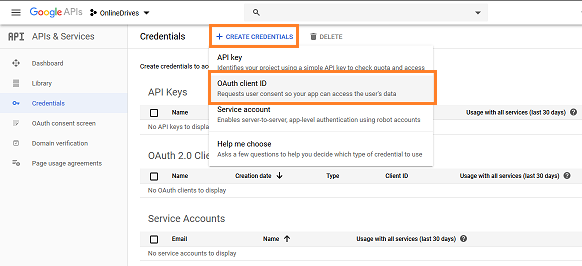 Google APIs OnlineDrives
API APIs & Services Credentials + CREATE CREDENTIALS DELETE
Dashboard
Library
Credentials
OAuth consent screen
Domain verification
Page usage agreements
Create credentials to ac
API key
Identifies your project using a simple API key to check quota and access
OAuth client ID
Requests user consent so your app can access the user's data
Service account
Enables server-to-server, app-level authentication using robot accounts
Help me choose
Asks a few questions to help you decide which type of credential to use
API Keys
Name Usage with all services (last 30 days)
No API keys to displa
OAuth 2.0 Clie
Name Creation date Type Client ID Usage with all services (last 30 days)
No OAuth clients to display
Service Accounts
Email Name Usage with all services (last 30 days)
No service accounts to display